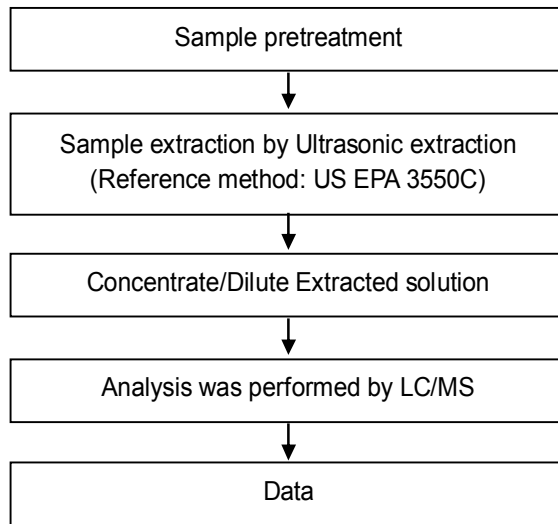 Sample pretreatment
Sample extraction by Ultrasonic extraction
(Reference method: US EPA 3550C)
Concentrate/Dilute Extracted solution
Analysis was performed by LC/MS
Data